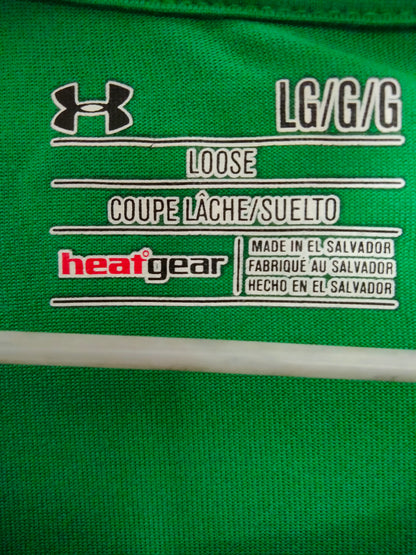 LG/G/G
LOOSE
COUPE LÂCHE/SUELTO
heatgear
MADE IN EL SALVADOR
FABRIQUÉ AU SALVADOR
HECHO EN EL SALVADOR